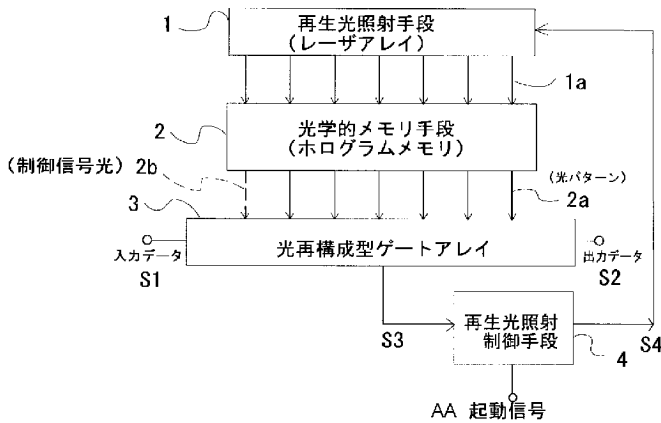 1
再生光照射手段
(レーザアレイ)
1a
2
光学的メモリ手段
(ホログラムメモリ)
(制御信号光) 2b
(光パターン)
2a
3
光再構成型ゲートアレイ
入力データ
S1
出力データ
S2
再生光照射
制御手段
S3
4
S4
AA 起動信号